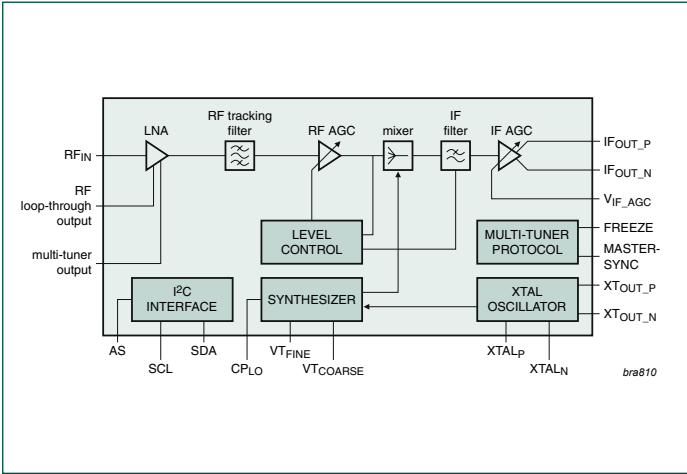 LNA
RF tracking
filter
RF AGC
mixer
IF
filter
IF AGC
RFIN
IFOUT_P
IFOUT_N
VIF_AGC
RF
loop-through
output
multi-tuner
output
LEVEL
CONTROL
MULTI-TUNER
PROTOCOL
FREEZE
MASTER-
SYNC
I2C
INTERFACE
SYNTHESIZER
XTAL
OSCILLATOR
XTOUT_P
XTOUT_N
AS
SCL
SDA
CPLO
VTFINE
VTCOARSE
XTALP
XTALN
bra810